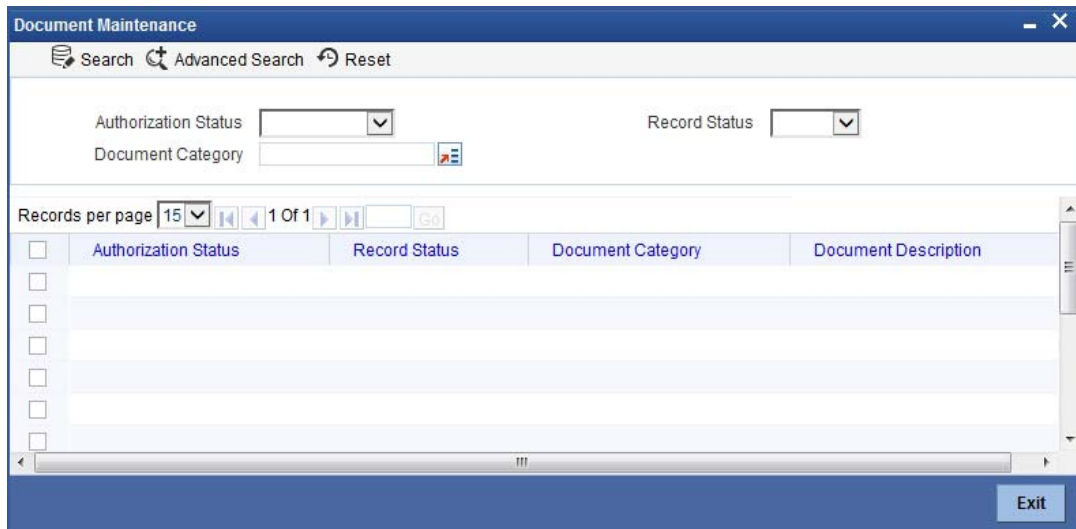 Document Maintenance
Search Advanced Search Reset
Authorization Status Record Status
Document Category
Records per page 15 1 Of 1 Go
Authorization Status Record Status Document Category Document Description
Exit